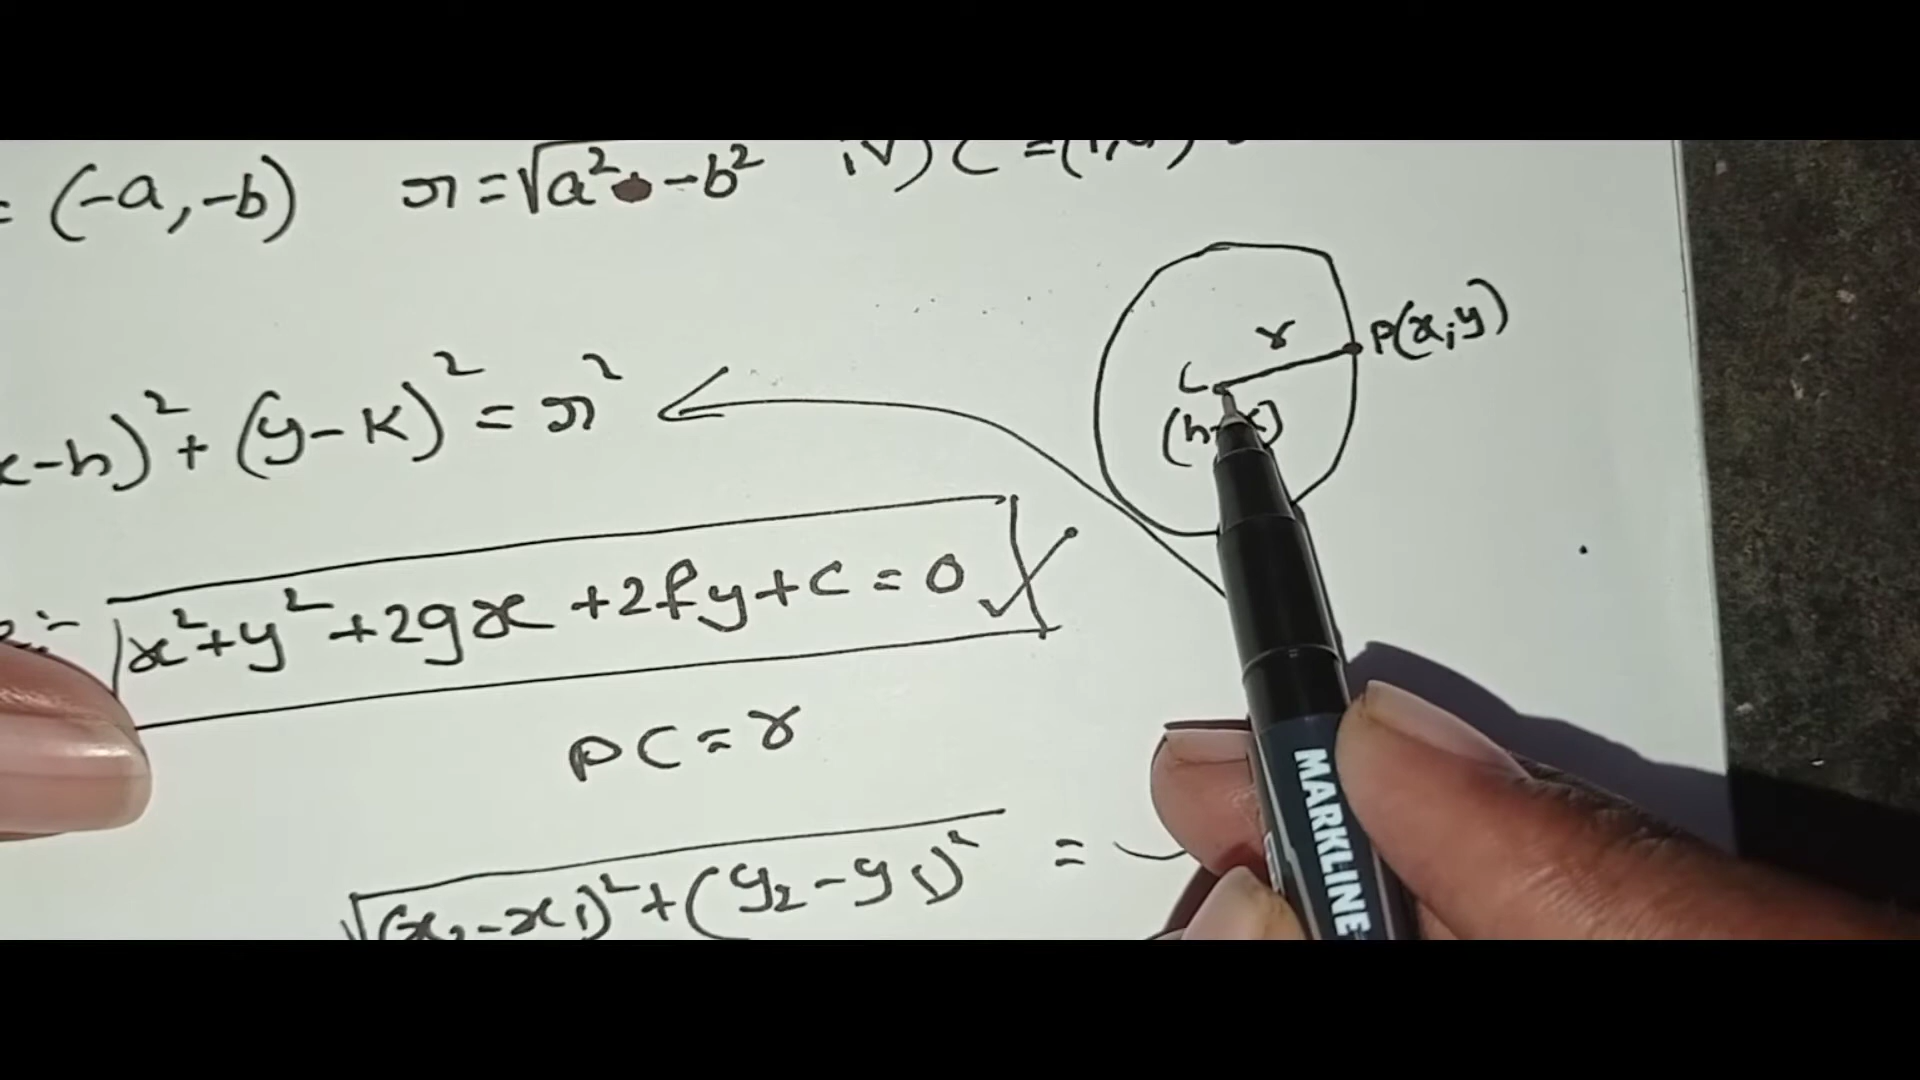 = (-a, -b) r = √a² - b² iv) C = (
r
P(x, y)
C
(h
-h)² + (y - k)² = r²
:- x² + y² + 2gx + 2fy + c = 0
PC = r
√(x₂ - x₁)² + (y₂ - y₁)² =
MARKLINE